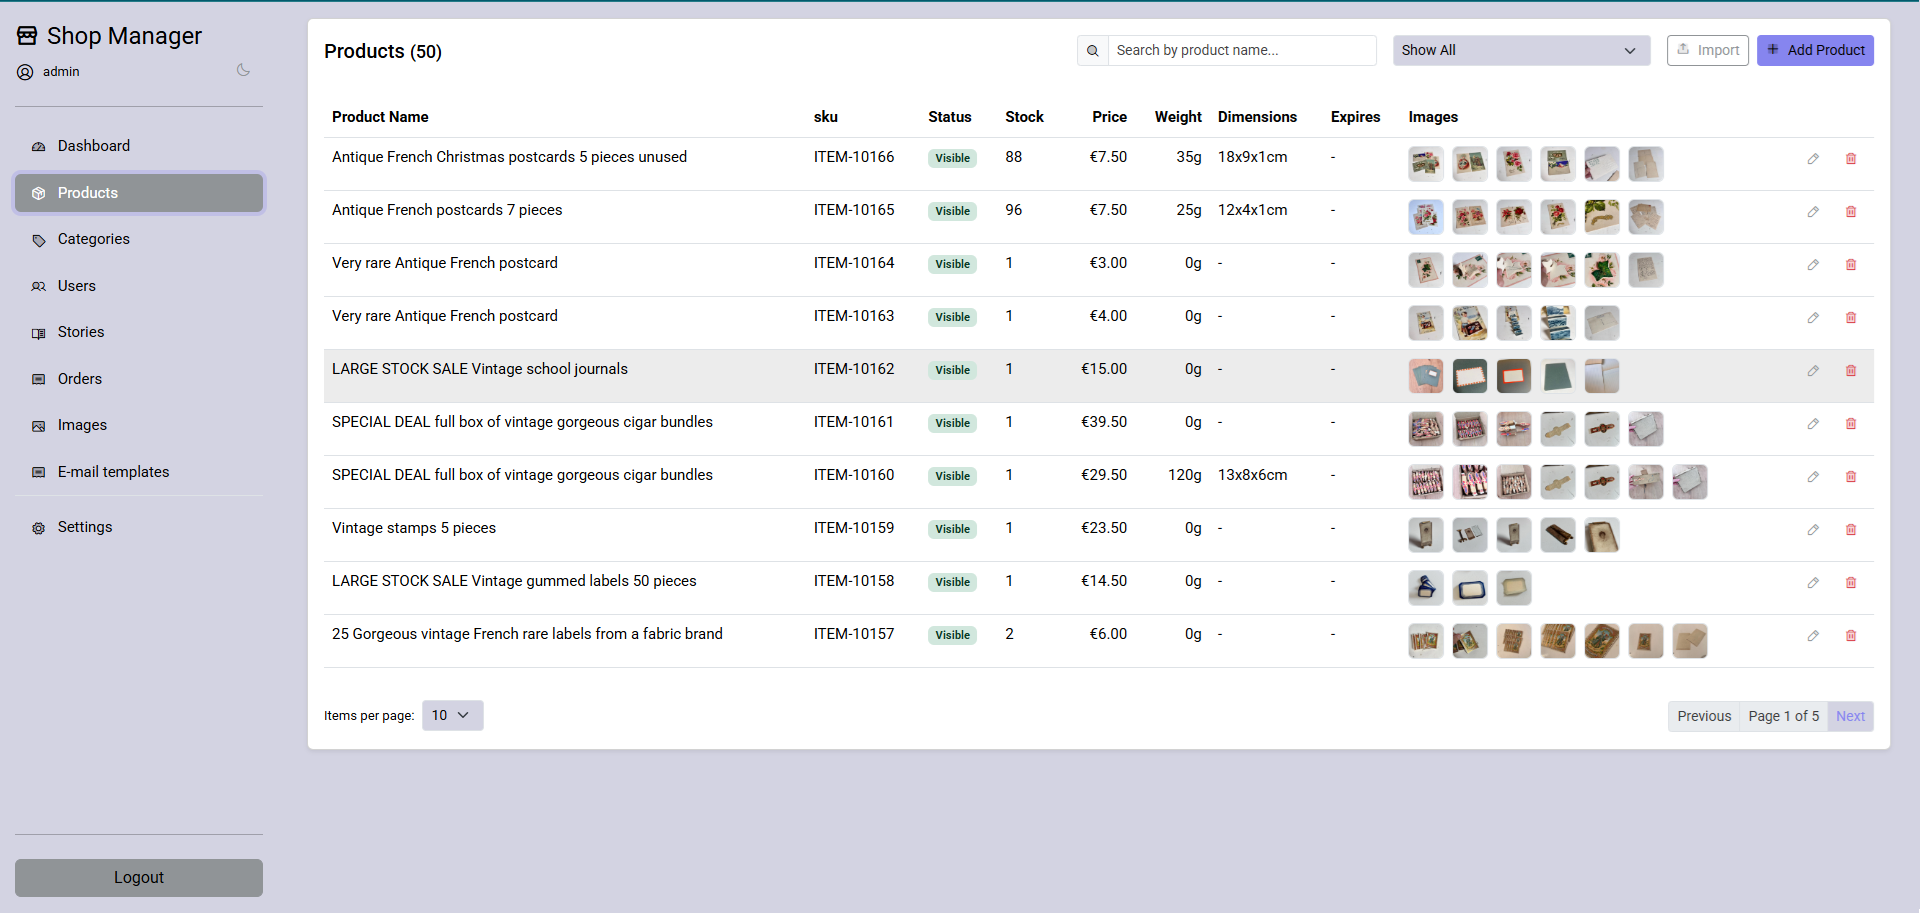 Shop Manager
admin
Dashboard
Products
Categories
Users
Stories
Orders
Images
E-mail templates
Settings
Logout
Products (50)
Search by product name...
Show All
Import
Add Product
Product Name sku Status Stock Price Weight Dimensions Expires Images
Antique French Christmas postcards 5 pieces unused ITEM-10166 Visible 88 €7.50 35g 18x9x1cm -
Antique French postcards 7 pieces ITEM-10165 Visible 96 €7.50 25g 12x4x1cm -
Very rare Antique French postcard ITEM-10164 Visible 1 €3.00 0g - -
Very rare Antique French postcard ITEM-10163 Visible 1 €4.00 0g - -
LARGE STOCK SALE Vintage school journals ITEM-10162 Visible 1 €15.00 0g - -
SPECIAL DEAL full box of vintage gorgeous cigar bundles ITEM-10161 Visible 1 €39.50 0g - -
SPECIAL DEAL full box of vintage gorgeous cigar bundles ITEM-10160 Visible 1 €29.50 120g 13x8x6cm -
Vintage stamps 5 pieces ITEM-10159 Visible 1 €23.50 0g - -
LARGE STOCK SALE Vintage gummed labels 50 pieces ITEM-10158 Visible 1 €14.50 0g - -
25 Gorgeous vintage French rare labels from a fabric brand ITEM-10157 Visible 2 €6.00 0g - -
Items per page: 10
Previous Page 1 of 5 Next